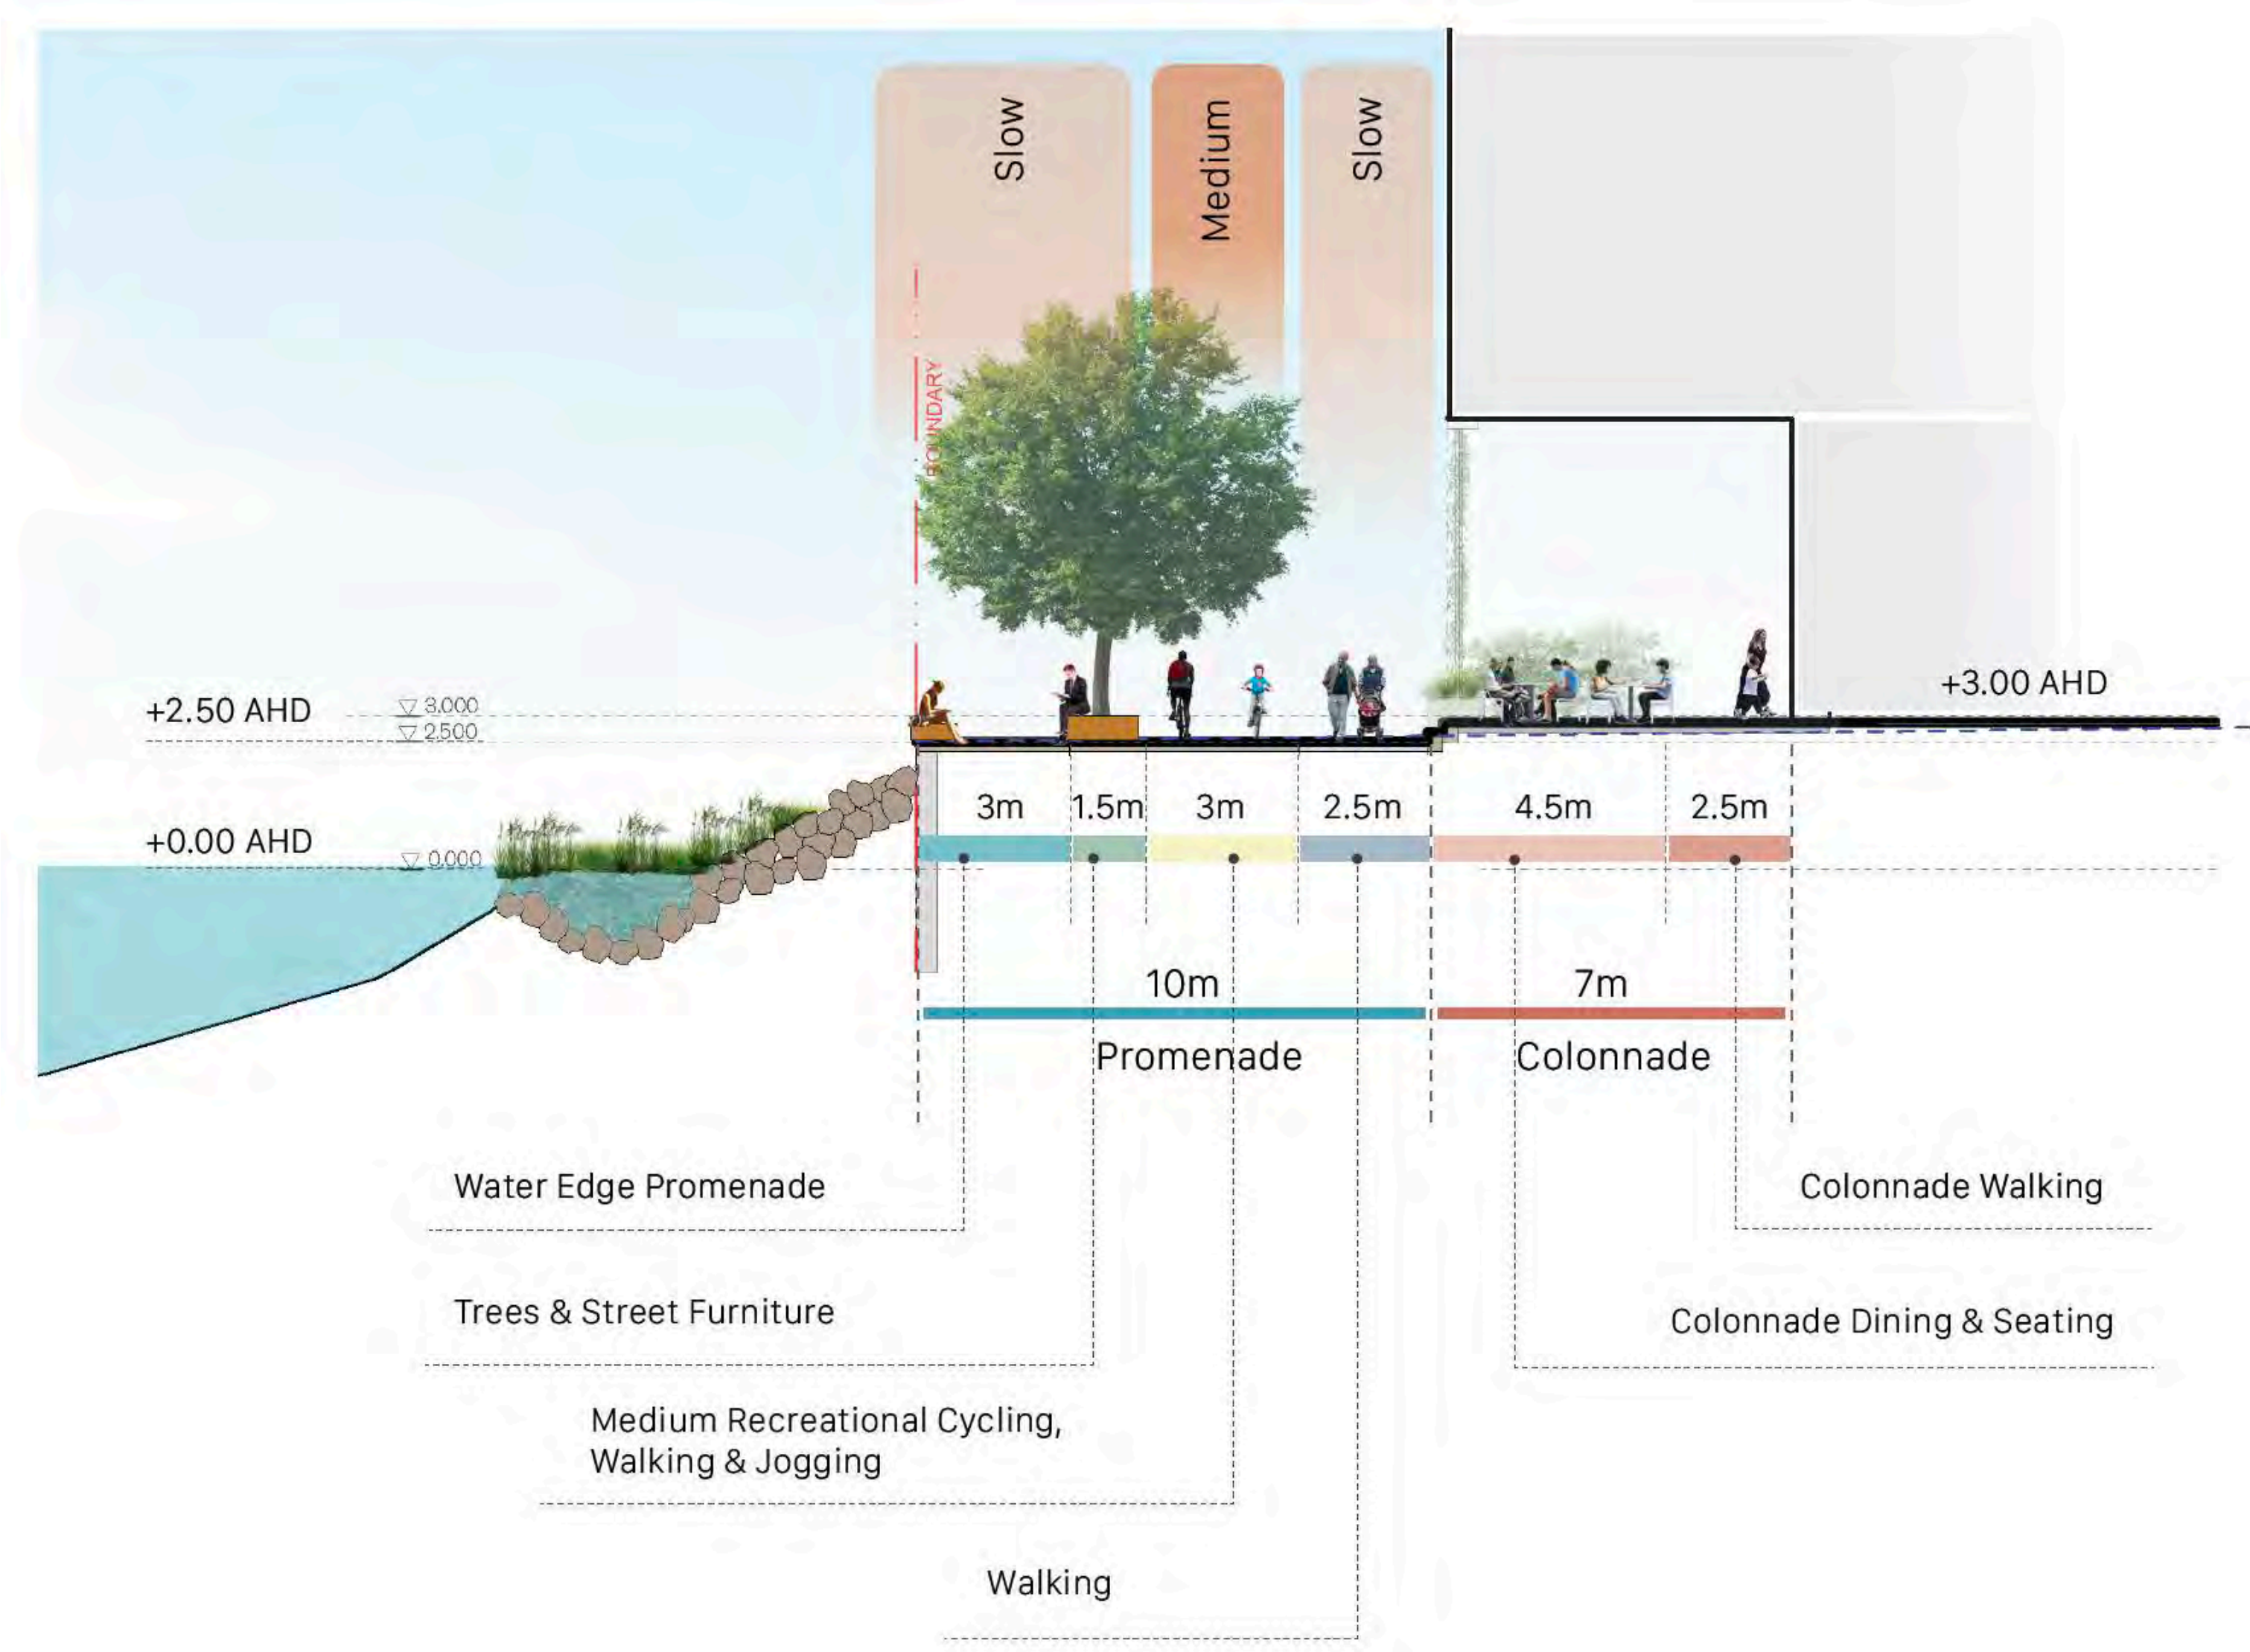 Slow
Medium
Slow
BOUNDARY
+2.50 AHD
3.000
2.500
+3.00 AHD
+0.00 AHD
0.000
3m
1.5m
3m
2.5m
4.5m
2.5m
10m
7m
Promenade
Colonnade
Water Edge Promenade
Colonnade Walking
Trees & Street Furniture
Colonnade Dining & Seating
Medium Recreational Cycling,
Walking & Jogging
Walking